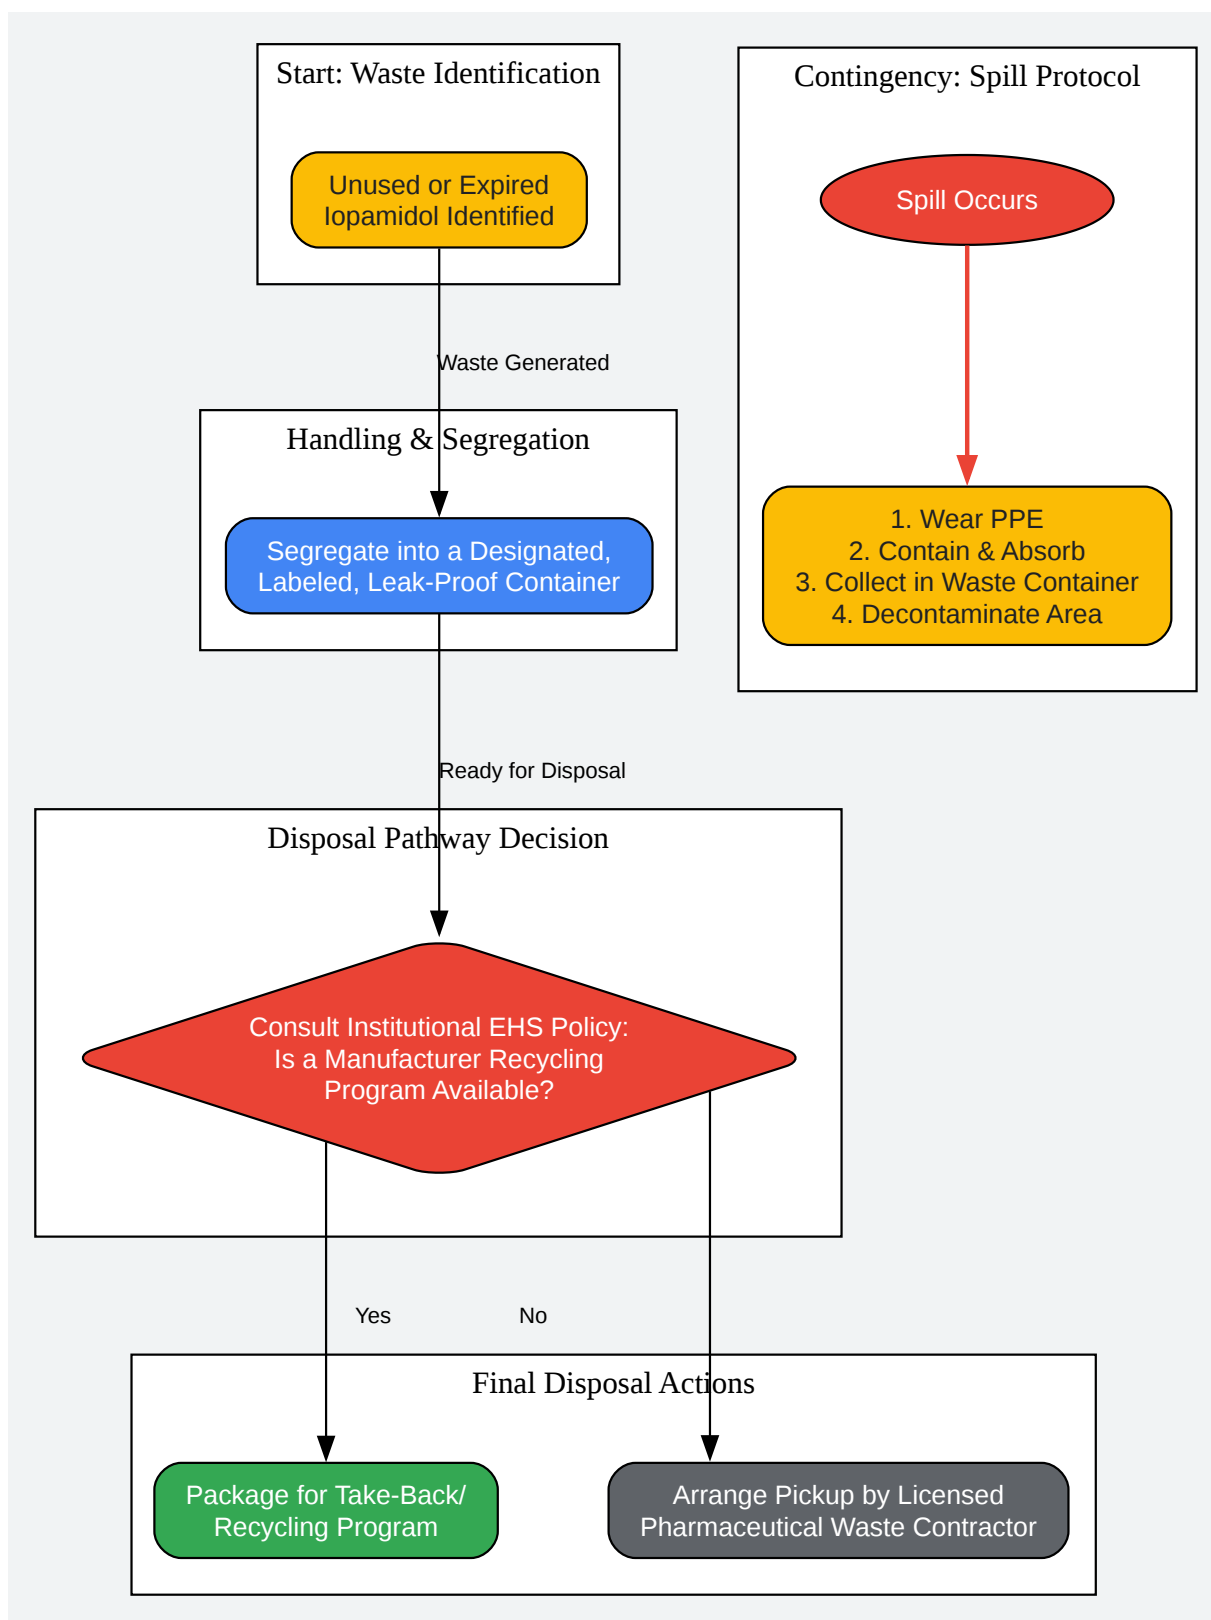 Start: Waste Identification
Unused or Expired
Iopamidol Identified
Waste Generated
Handling & Segregation
Segregate into a Designated,
Labeled, Leak-Proof Container
Ready for Disposal
Disposal Pathway Decision
Consult Institutional EHS Policy:
Is a Manufacturer Recycling
Program Available?
Yes
No
Final Disposal Actions
Package for Take-Back/
Recycling Program
Arrange Pickup by Licensed
Pharmaceutical Waste Contractor
Contingency: Spill Protocol
Spill Occurs
1. Wear PPE
2. Contain & Absorb
3. Collect in Waste Container
4. Decontaminate Area